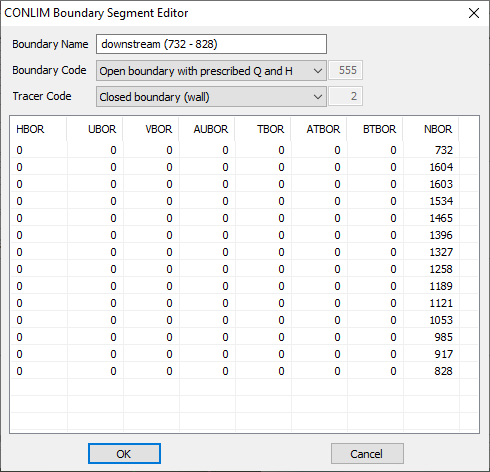 CONLIM Boundary Segment Editor
Boundary Name downstream (732 - 828)
Boundary Code Open boundary with prescribed Q and H 555
Tracer Code Closed boundary (wall) 2
HBOR UBOR VBOR AUBOR TBOR ATBOR BTBOR NBOR
0 0 0 0 0 0 0 732
0 0 0 0 0 0 0 1604
0 0 0 0 0 0 0 1603
0 0 0 0 0 0 0 1534
0 0 0 0 0 0 0 1465
0 0 0 0 0 0 0 1396
0 0 0 0 0 0 0 1327
0 0 0 0 0 0 0 1258
0 0 0 0 0 0 0 1189
0 0 0 0 0 0 0 1121
0 0 0 0 0 0 0 1053
0 0 0 0 0 0 0 985
0 0 0 0 0 0 0 917
0 0 0 0 0 0 0 828
OK Cancel